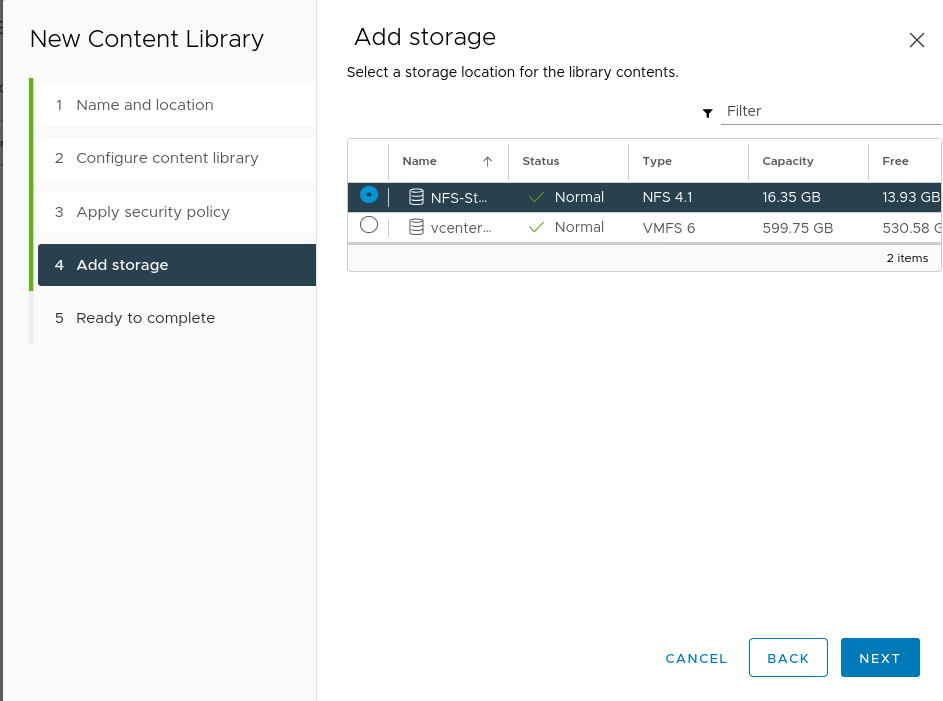 New Content Library
1 Name and location
2 Configure content library
3 Apply security policy
4 Add storage
5 Ready to complete
Add storage
Select a storage location for the library contents.
Filter
Name Status Type Capacity Free
NFS-St... Normal NFS 4.1 16.35 GB 13.93 GB
vcenter... Normal VMFS 6 599.75 GB 530.58 G
2 items
CANCEL BACK NEXT